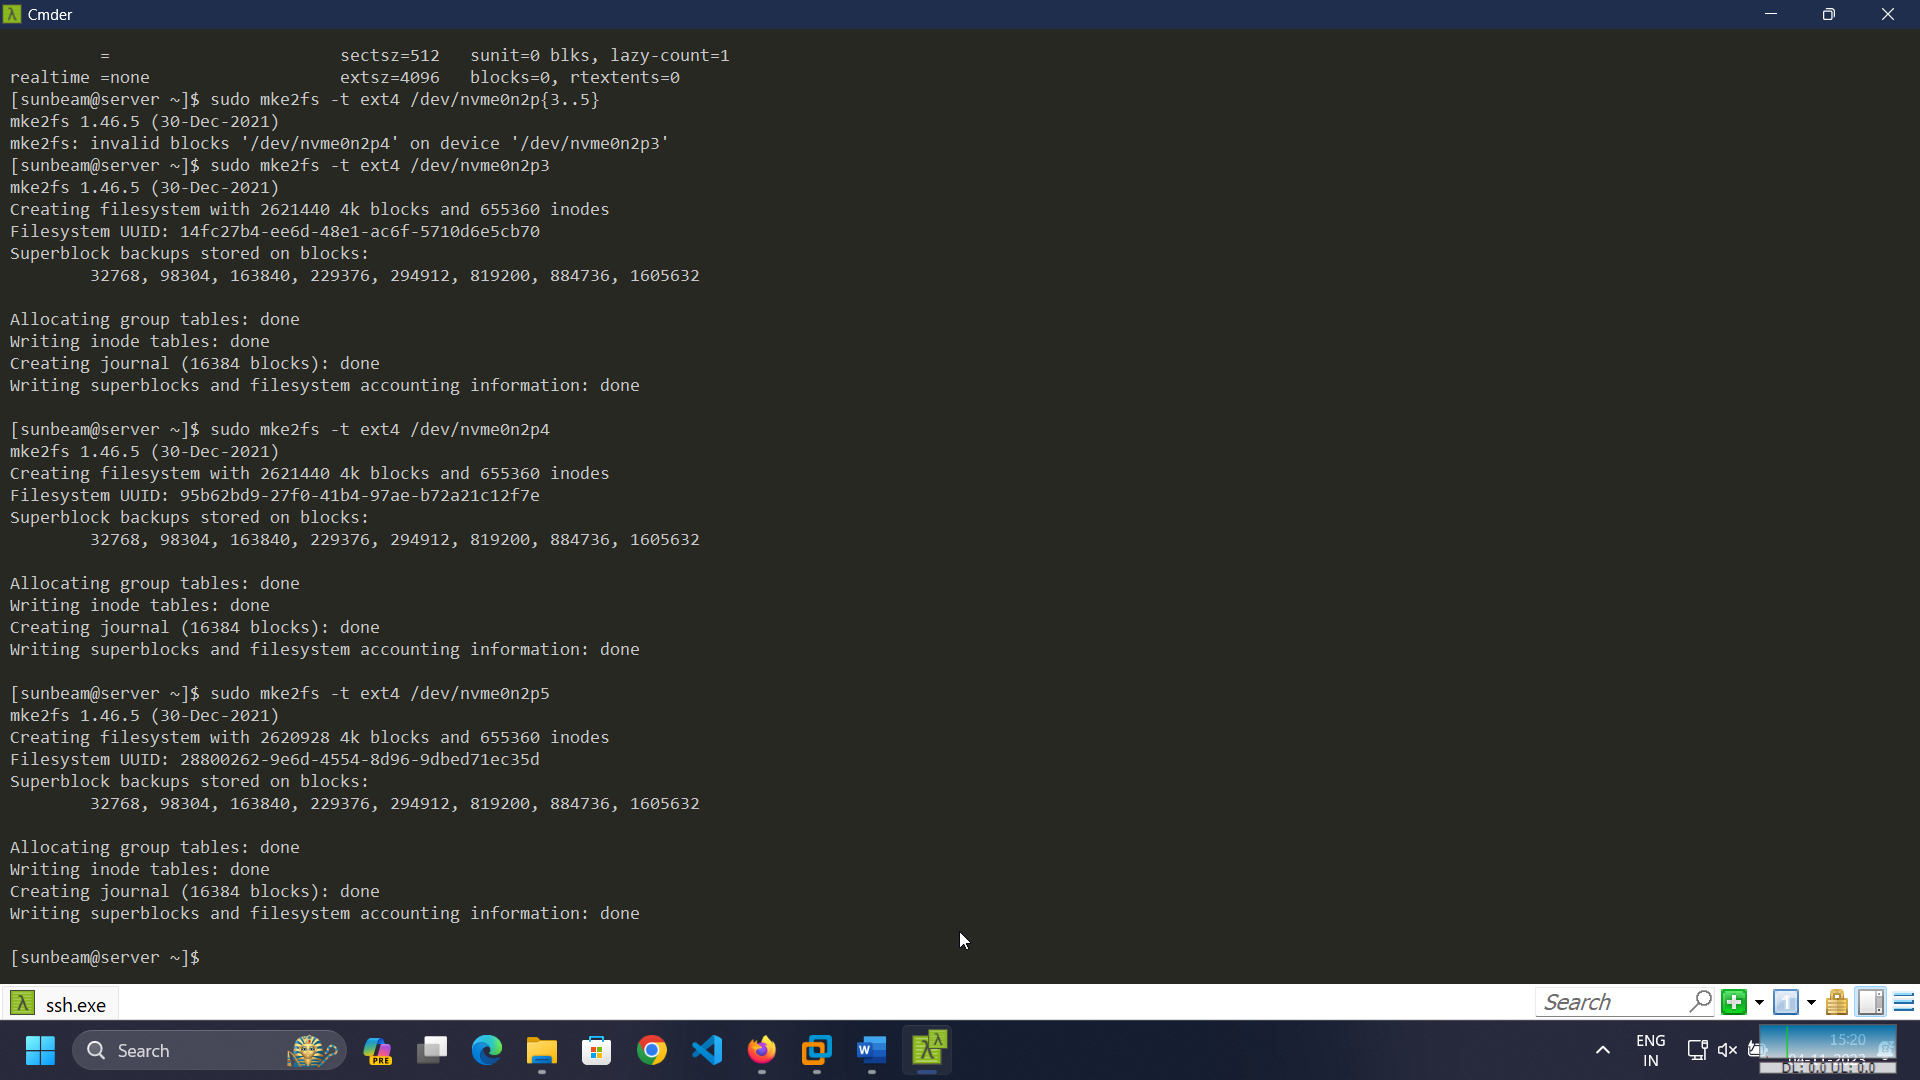 Cmder
= sectsz=512 sunit=0 blks, lazy-count=1
realtime =none extsz=4096 blocks=0, rtextents=0
[sunbeam@server ~]$ sudo mke2fs -t ext4 /dev/nvme0n2p{3..5}
mke2fs 1.46.5 (30-Dec-2021)
mke2fs: invalid blocks '/dev/nvme0n2p4' on device '/dev/nvme0n2p3'
[sunbeam@server ~]$ sudo mke2fs -t ext4 /dev/nvme0n2p3
mke2fs 1.46.5 (30-Dec-2021)
Creating filesystem with 2621440 4k blocks and 655360 inodes
Filesystem UUID: 14fc27b4-ee6d-48e1-ac6f-5710d6e5cb70
Superblock backups stored on blocks:
32768, 98304, 163840, 229376, 294912, 819200, 884736, 1605632
Allocating group tables: done
Writing inode tables: done
Creating journal (16384 blocks): done
Writing superblocks and filesystem accounting information: done
[sunbeam@server ~]$ sudo mke2fs -t ext4 /dev/nvme0n2p4
mke2fs 1.46.5 (30-Dec-2021)
Creating filesystem with 2621440 4k blocks and 655360 inodes
Filesystem UUID: 95b62bd9-27f0-41b4-97ae-b72a21c12f7e
Superblock backups stored on blocks:
32768, 98304, 163840, 229376, 294912, 819200, 884736, 1605632
Allocating group tables: done
Writing inode tables: done
Creating journal (16384 blocks): done
Writing superblocks and filesystem accounting information: done
[sunbeam@server ~]$ sudo mke2fs -t ext4 /dev/nvme0n2p5
mke2fs 1.46.5 (30-Dec-2021)
Creating filesystem with 2620928 4k blocks and 655360 inodes
Filesystem UUID: 28800262-9e6d-4554-8d96-9dbed71ec35d
Superblock backups stored on blocks:
32768, 98304, 163840, 229376, 294912, 819200, 884736, 1605632
Allocating group tables: done
Writing inode tables: done
Creating journal (16384 blocks): done
Writing superblocks and filesystem accounting information: done
[sunbeam@server ~]$
λ ssh.exe
Search
1
Search
PRE
ENG
IN
15:20
04-11-2023
DL: 0.0 UL: 0.0